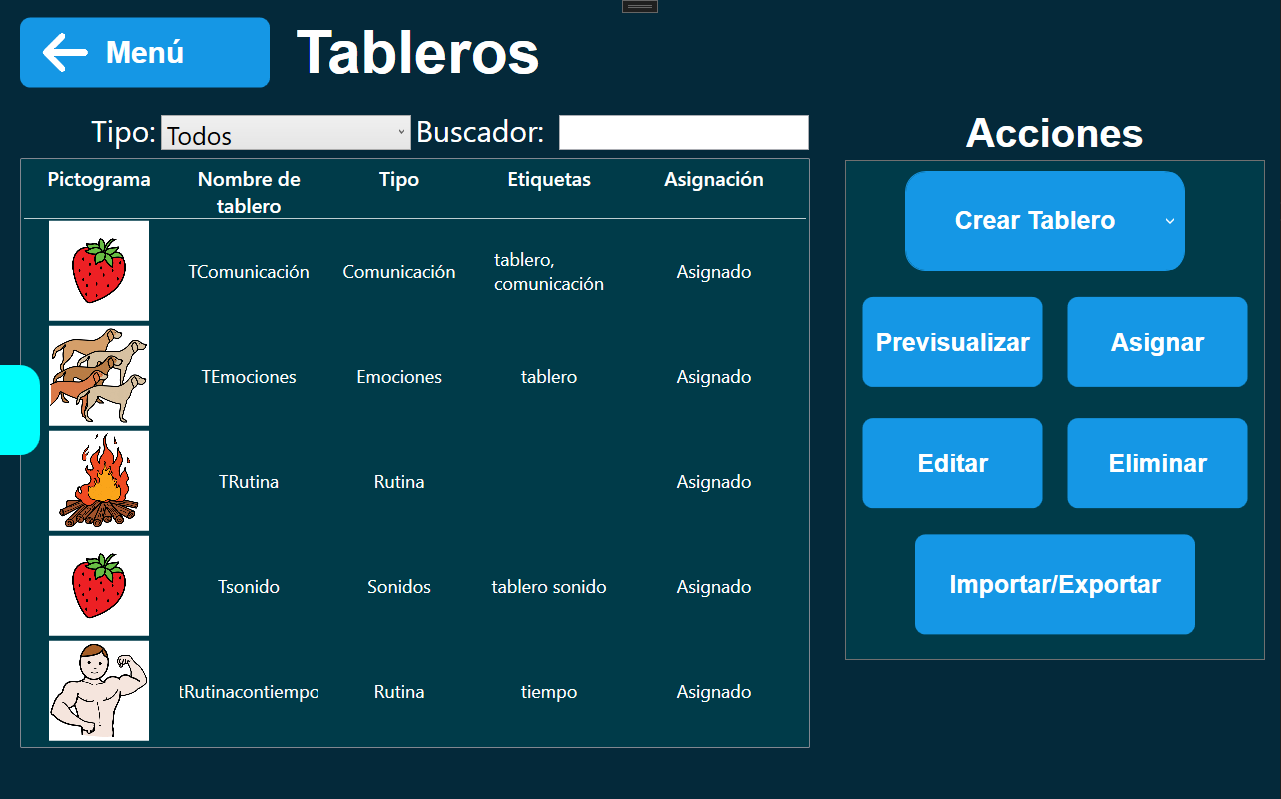 Menú
Tableros
Tipo: Todos Buscador:
Acciones
Pictograma Nombre de tablero Tipo Etiquetas Asignación
TComunicación Comunicación tablero, comunicación Asignado
TEmociones Emociones tablero Asignado
TRutina Rutina Asignado
Tsonido Sonidos tablero sonido Asignado
tRutinacontiempo Rutina tiempo Asignado
Crear Tablero
Previsualizar Asignar
Editar Eliminar
Importar/Exportar